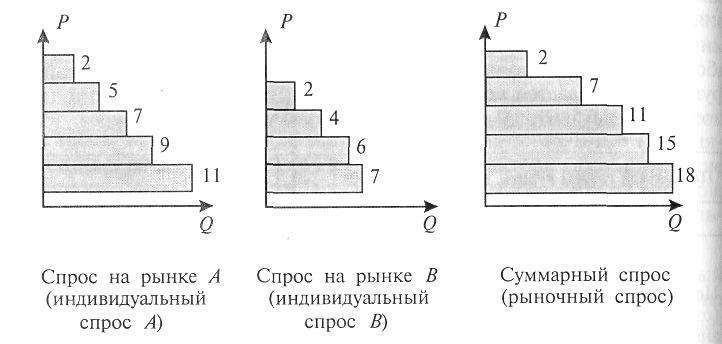 P
2
5
7
9
11
Q
Спрос на рынке A
(индивидуальный
спрос A)
P
2
4
6
7
Q
Спрос на рынке B
(индивидуальный
спрос B)
P
2
7
11
15
18
Q
Суммарный спрос
(рыночный спрос)